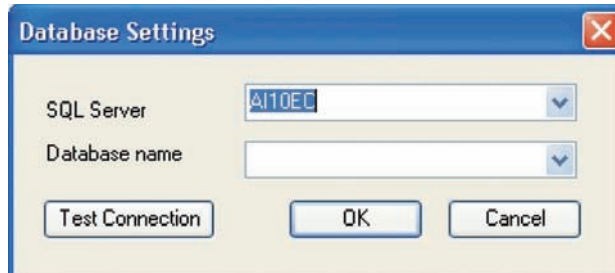 Database Settings
SQL Server
AI10EC
Database name
Test Connection OK Cancel